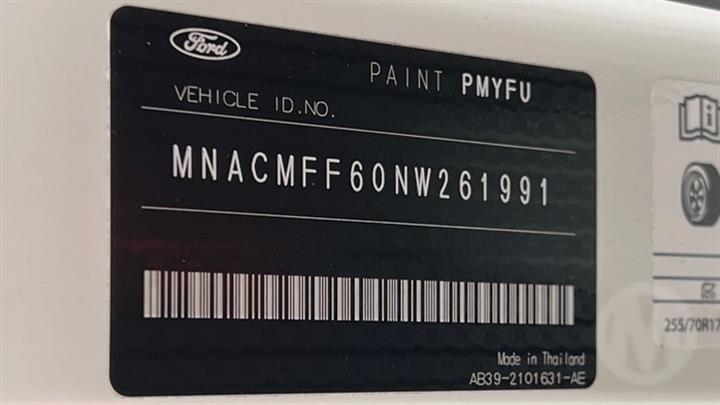 Ford
PAINT PMYFU
VEHICLE ID.NO.
MNACMFF60NW261991
Made in Thailand
AB39-2101631-AE
255/70R17
M